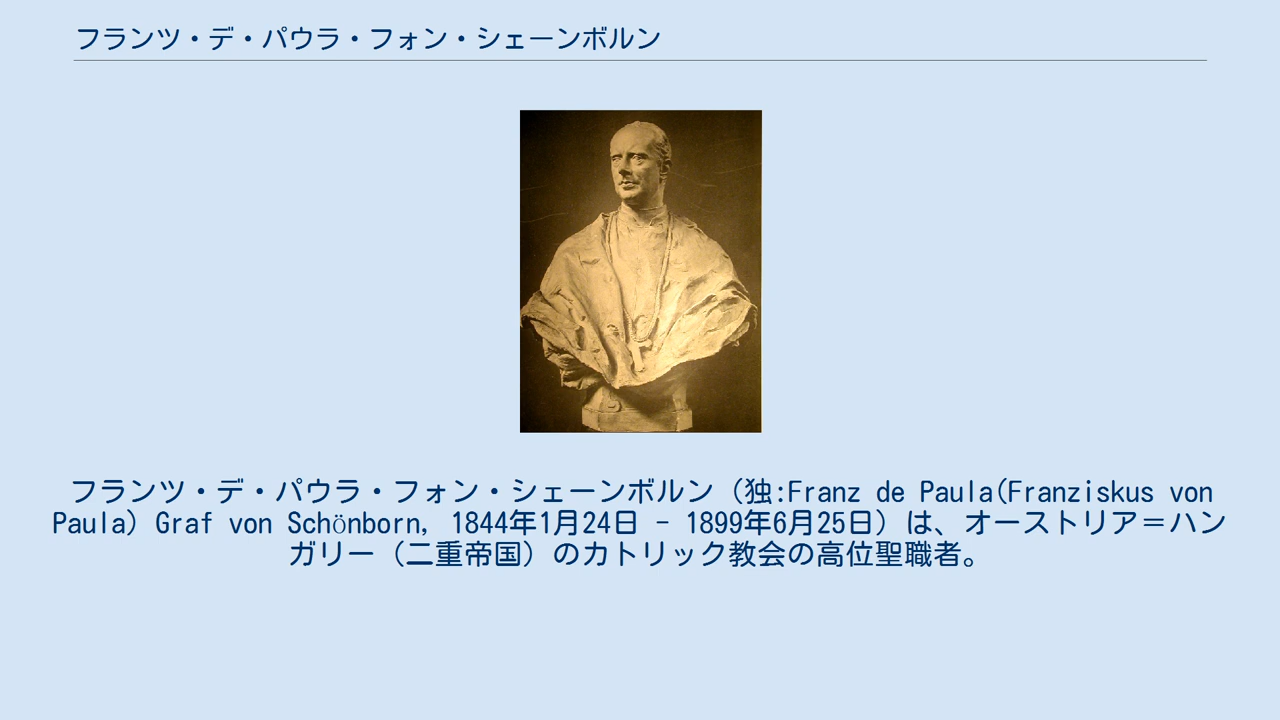 フランツ・デ・パウラ・フォン・シェーンボルン
フランツ・デ・パウラ・フォン・シェーンボルン（独:Franz de Paula(Franziskus von
Paula) Graf von Schönborn, 1844年1月24日 - 1899年6月25日）は、オーストリア＝ハン
ガリー（二重帝国）のカトリック教会の高位聖職者。